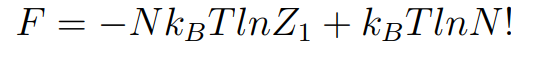 F = −Nk_BTlnZ_1 + k_BTlnN!